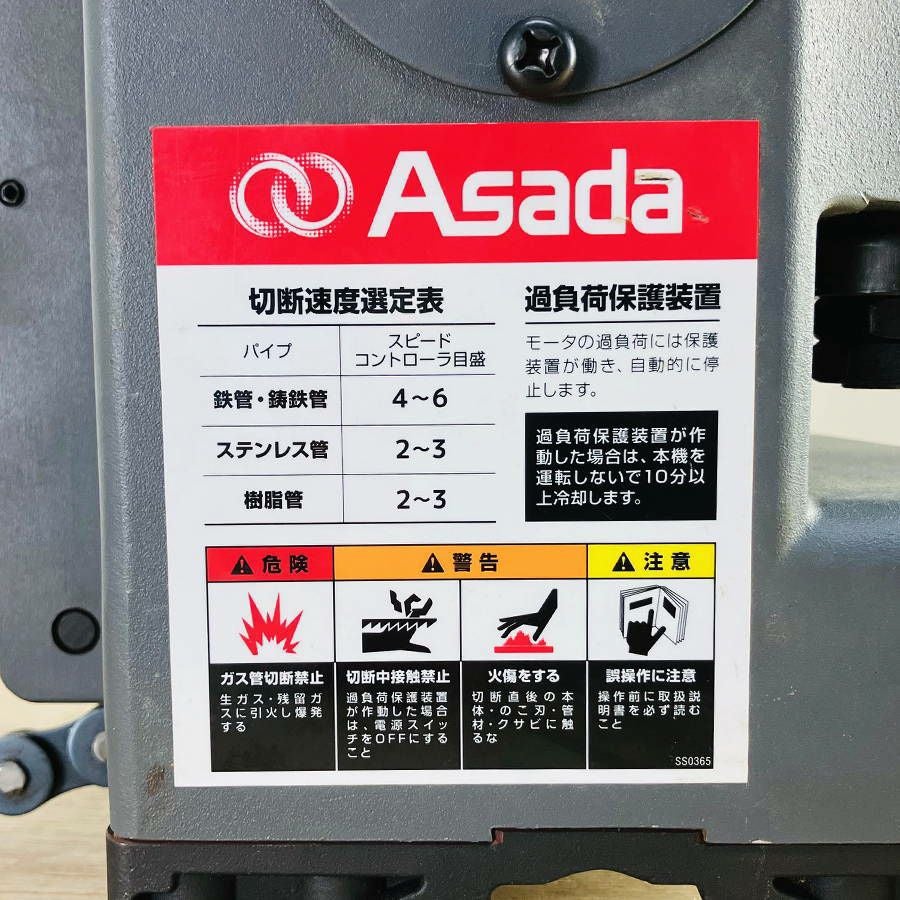 Asada
切断速度選定表
パイプ スピードコントローラ目盛
鉄管・鋳鉄管 4～6
ステンレス管 2～3
樹脂管 2～3
過負荷保護装置
モータの過負荷には保護
装置が働き、自動的に停
止します。
過負荷保護装置が作
動した場合は、本機を
運転しないで10分以
上冷却します。
危険
ガス管切断禁止
生ガス・残留ガ
スに引火し爆発
する
警告
切断中接触禁止
過負荷保護装置
が作動した場合
は、電源スイッ
チをOFFにする
こと
火傷をする
切断直後の本
体・のこ刃・管
材・クサビに触
るな
注意
誤操作に注意
操作前に取扱説
明書を必ず読む
こと
SS0365